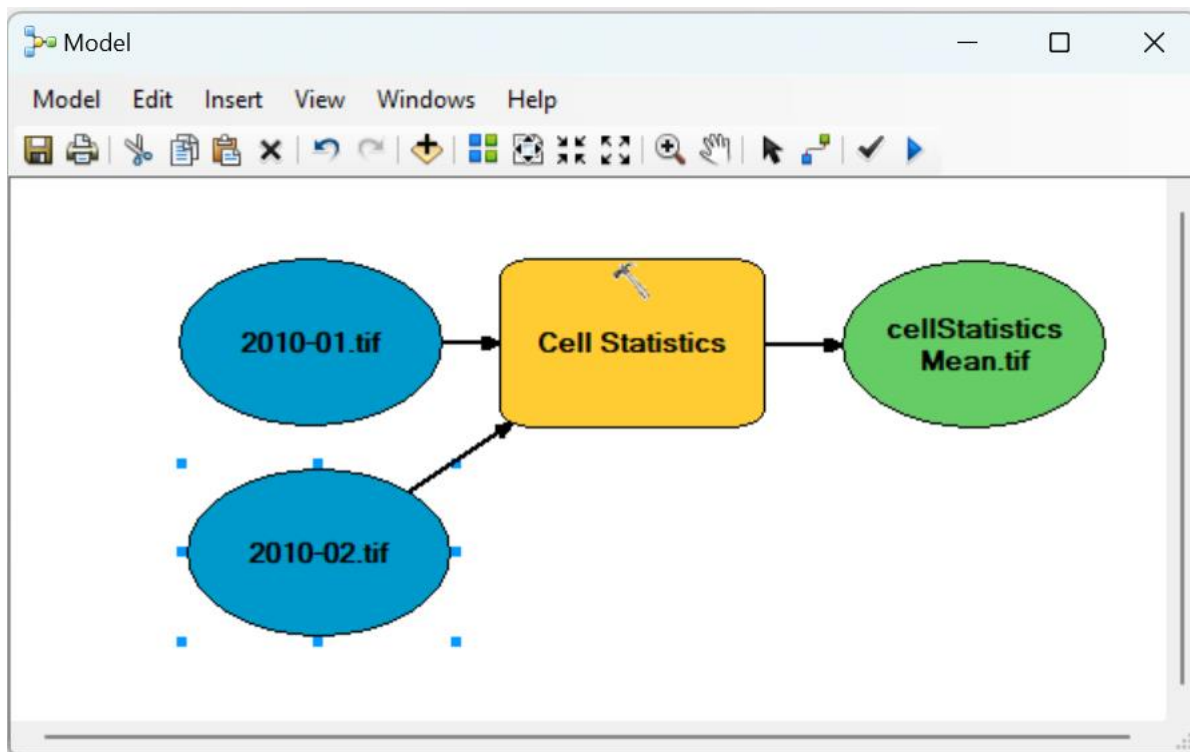 Model
Model Edit Insert View Windows Help
2010-01.tif
Cell Statistics
cellStatistics
Mean.tif
2010-02.tif